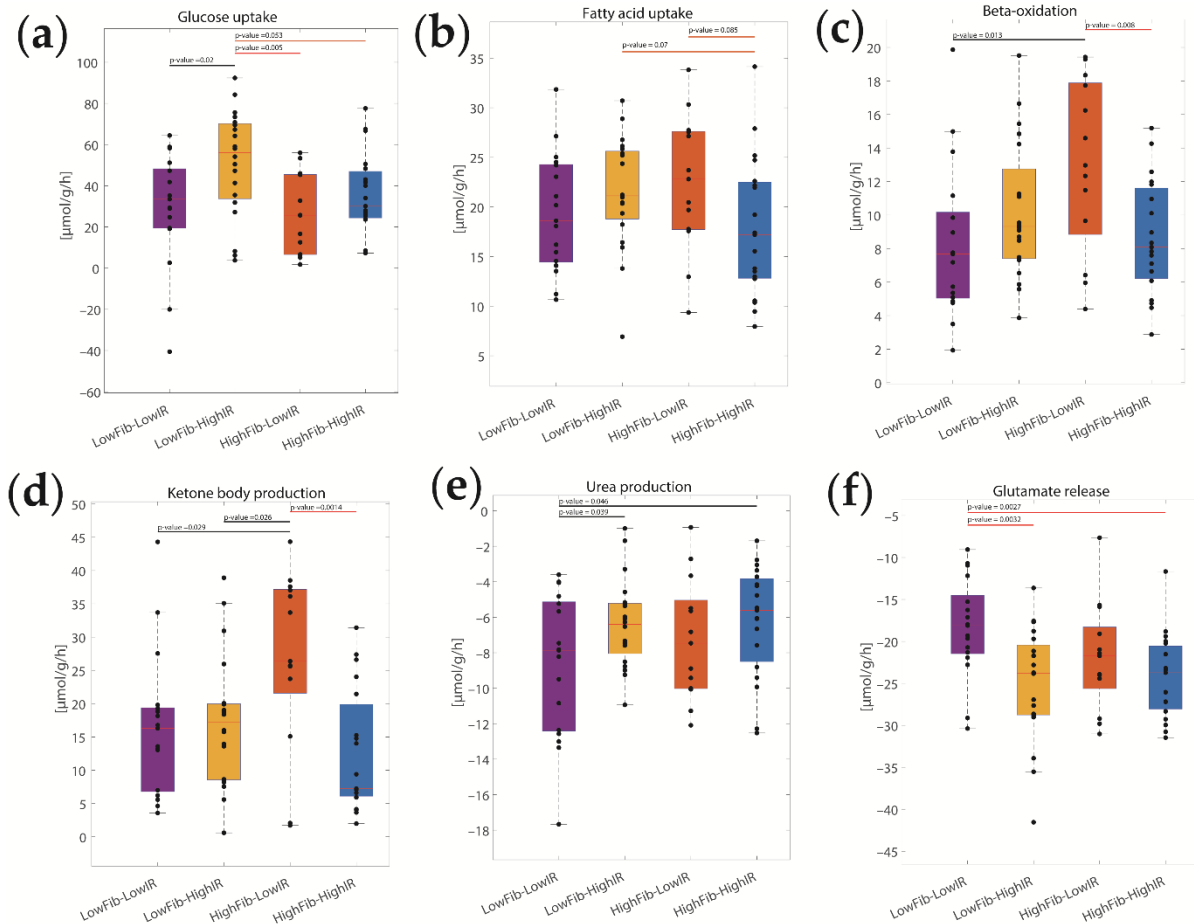 (a)
Glucose uptake
p-value =0.053
p-value =0.005
p-value =0.02
[µmol/g/h]
100
80
60
40
20
0
−20
−40
−60
LowFib-LowIR
LowFib-HighIR
HighFib-LowIR
HighFib-HighIR
(b)
Fatty acid uptake
p-value = 0.085
p-value = 0.07
[µmol/g/h]
35
30
25
20
15
10
5
LowFib-LowIR
LowFib-HighIR
HighFib-LowIR
HighFib-HighIR
(c)
Beta-oxidation
p-value = 0.008
p-value = 0.013
[µmol/g/h]
20
18
16
14
12
10
8
6
4
2
0
LowFib-LowIR
LowFib-HighIR
HighFib-LowIR
HighFib-HighIR
(d)
Ketone body production
p-value =0.0014
p-value =0.026
p-value =0.029
[µmol/g/h]
50
45
40
35
30
25
20
15
10
5
0
LowFib-LowIR
LowFib-HighIR
HighFib-LowIR
HighFib-HighIR
(e)
Urea production
p-value = 0.046
p-value = 0.039
[µmol/g/h]
0
−2
−4
−6
−8
−10
−12
−14
−16
−18
LowFib-LowIR
LowFib-HighIR
HighFib-LowIR
HighFib-HighIR
(f)
Glutamate release
p-value = 0.0027
p-value = 0.0032
[µmol/g/h]
−5
−10
−15
−20
−25
−30
−35
−40
−45
LowFib-LowIR
LowFib-HighIR
HighFib-LowIR
HighFib-HighIR